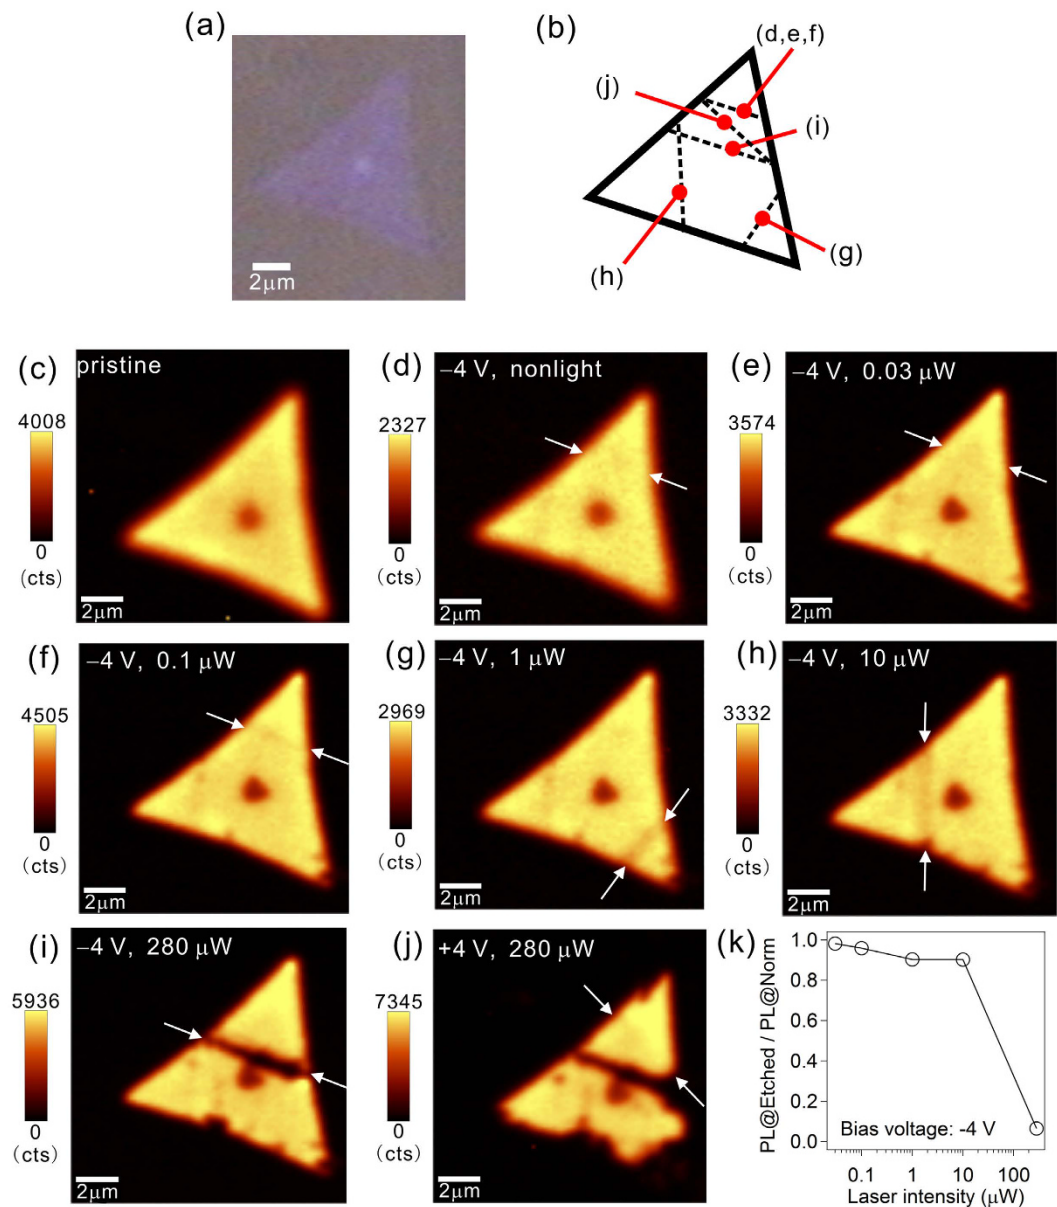 (a)
2μm
(b)
(d,e,f)
(j)
(i)
(h)
(g)
(c)
pristine
4008
0
(cts)
2μm
(d)
−4 V, nonlight
2327
0
(cts)
2μm
(e)
−4 V, 0.03 μW
3574
0
(cts)
2μm
(f)
−4 V, 0.1 μW
4505
0
(cts)
2μm
(g)
−4 V, 1 μW
2969
0
(cts)
2μm
(h)
−4 V, 10 μW
3332
0
(cts)
2μm
(i)
−4 V, 280 μW
5936
0
(cts)
2μm
(j)
+4 V, 280 μW
7345
0
(cts)
2μm
(k)
PL@Etched / PL@Norm
1.0
0.8
0.6
0.4
0.2
0.0
Bias voltage: -4 V
0.1 1 10 100
Laser intensity (μW)